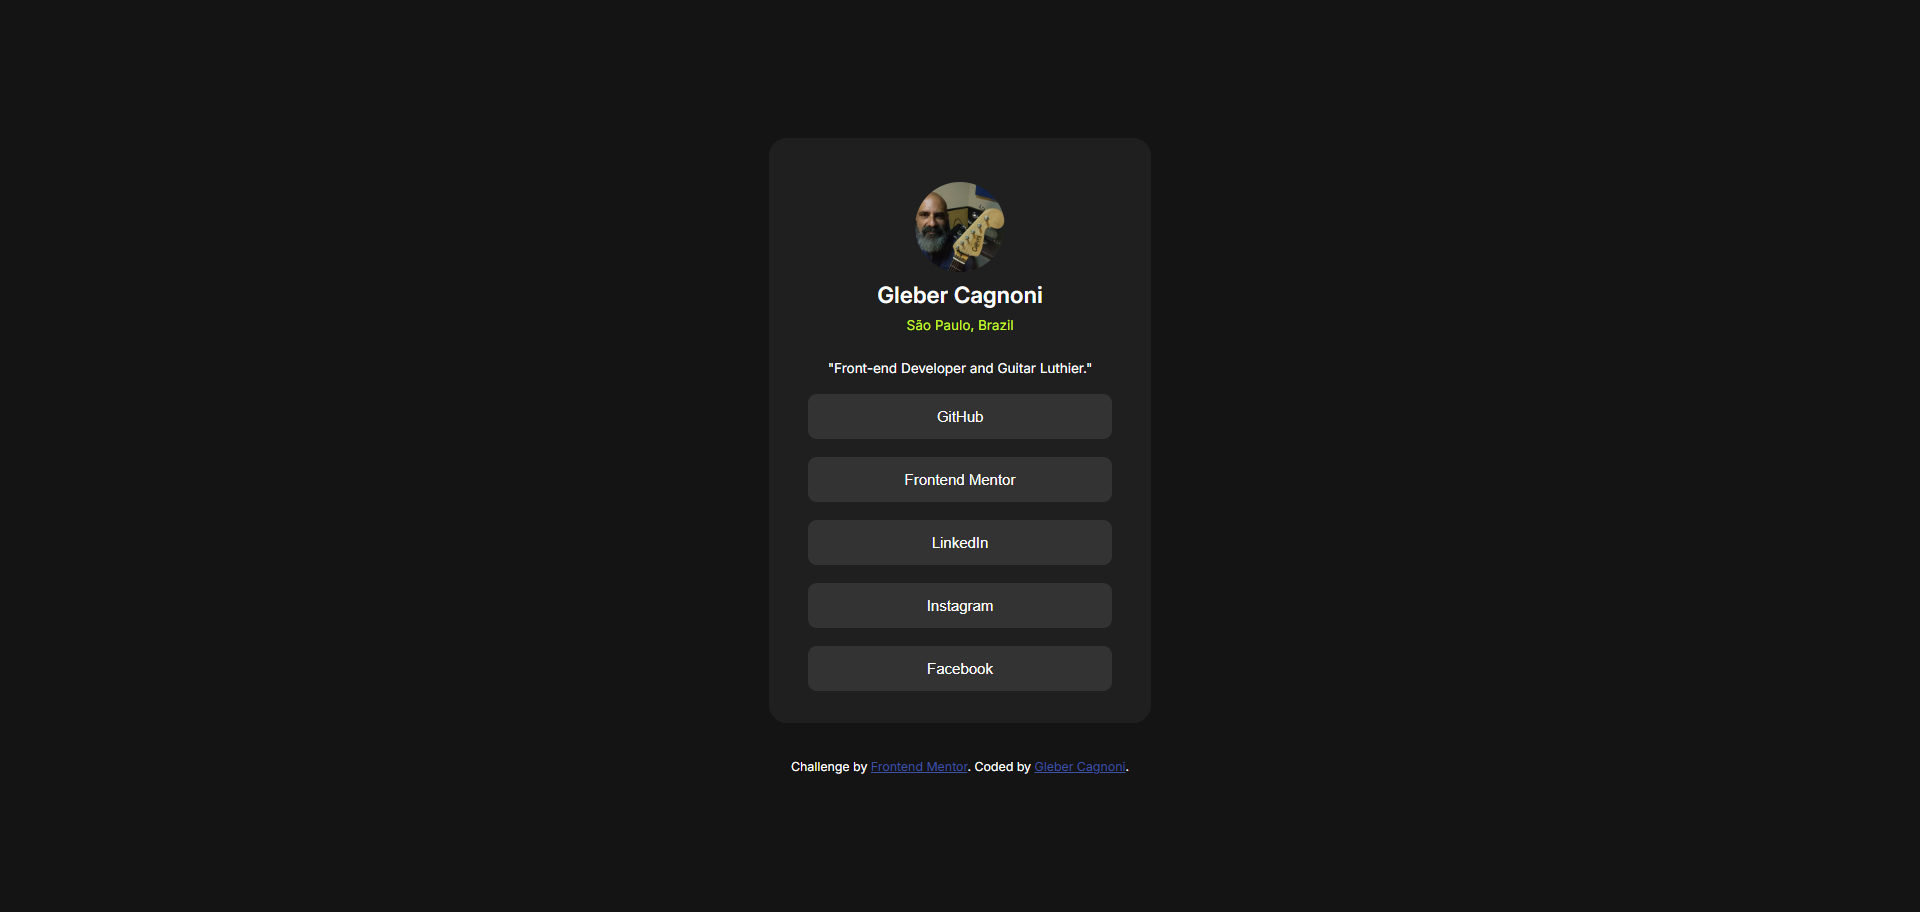 Gleber Cagnoni
São Paulo, Brazil
"Front-end Developer and Guitar Luthier."
GitHub
Frontend Mentor
LinkedIn
Instagram
Facebook
Challenge by Frontend Mentor. Coded by Gleber Cagnoni.